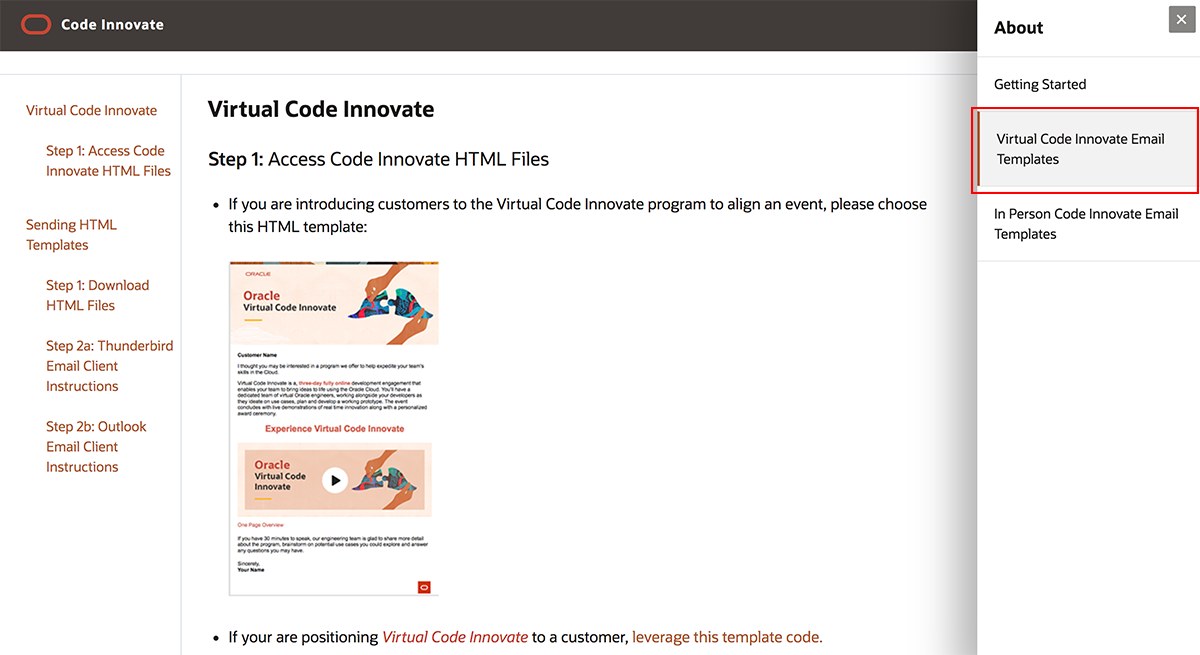 Code Innovate
About
Getting Started
Virtual Code Innovate Email
Templates
In Person Code Innovate Email
Templates
Virtual Code Innovate
Step 1: Access Code
Innovate HTML Files
Sending HTML
Templates
Step 1: Download
HTML Files
Step 2a: Thunderbird
Email Client
Instructions
Step 2b: Outlook
Email Client
Instructions
Virtual Code Innovate
Step 1: Access Code Innovate HTML Files
• If you are introducing customers to the Virtual Code Innovate program to align an event, please choose
this HTML template:
ORACLE
Oracle
Virtual Code Innovate
Customer Name
I thought you may be interested in a program we offer to help expedite your team's
skills in the Cloud.
Virtual Code Innovate is a, three-day fully online development engagement that
enables your team to bring ideas to life using the Oracle Cloud. You'll have a
dedicated team of virtual Oracle engineers, working alongside your developers as
they ideate on use cases, plan and develop a working prototype. The event
concludes with live demonstrations of real time innovation along with a personalized
award ceremony.
Experience Virtual Code Innovate
Oracle
Virtual Code
Innovate
One Page Overview
If you have 30 minutes to speak, our engineering team is glad to share more detail
about the program, brainstorm on potential use cases you could explore and answer
any questions you may have.
Sincerely,
Your Name
• If your are positioning Virtual Code Innovate to a customer, leverage this template code.